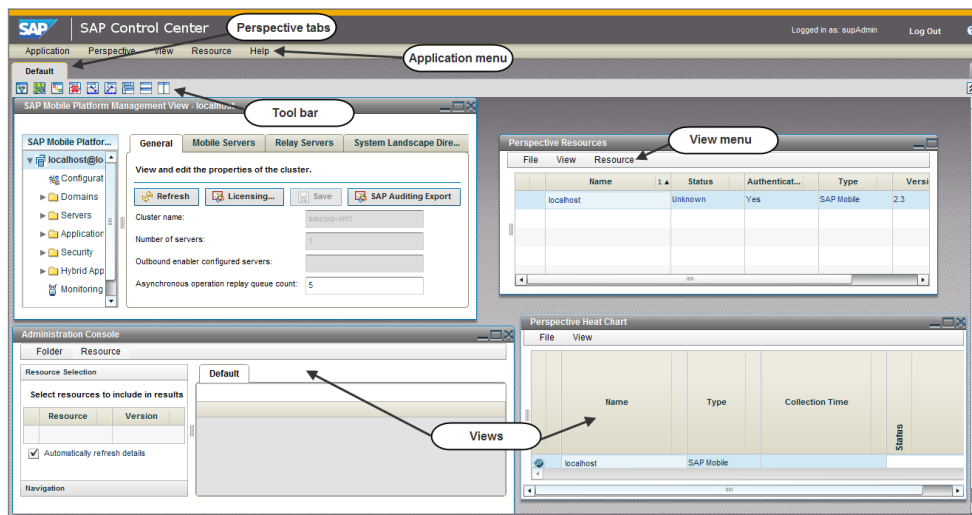 SAP SAP Control Center Perspective tabs Logged in as: supAdmin Log Out
Application Perspective View Resource Help
Application menu
Default
Tool bar
SAP Mobile Platform Management View - localhost
SAP Mobile Platfor...
localhost@lo
Configurat
Domains
Servers
Application
Security
Hybrid App
Monitoring
General Mobile Servers Relay Servers System Landscape Dire...
View and edit the properties of the cluster.
Refresh Licensing... Save SAP Auditing Export
Cluster name: saurjxp-vm1
Number of servers: 1
Outbound enabler configured servers:
Asynchronous operation replay queue count: 5
View menu
Perspective Resources
File View Resource
Name 1 Status Authenticat... Type Versi
localhost Unknown Yes SAP Mobile 2.3
Administration Console
Folder Resource
Resource Selection
Select resources to include in results
Resource Version
Automatically refresh details
Navigation
Default
Views
Perspective Heat Chart
File View
Name Type Collection Time Status
localhost SAP Mobile